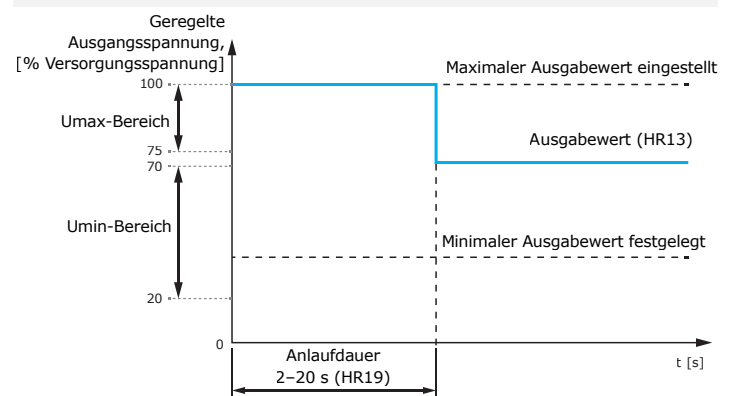 Geregelte
Ausgangsspannung,
[% Versorgungsspannung]
Maximaler Ausgabewert eingestellt
100
Umax-Bereich
Ausgabewert (HR13)
75
70
Umin-Bereich
Minimaler Ausgabewert festgelegt
20
0
Anlaufdauer
t [s]
2–20 s (HR19)